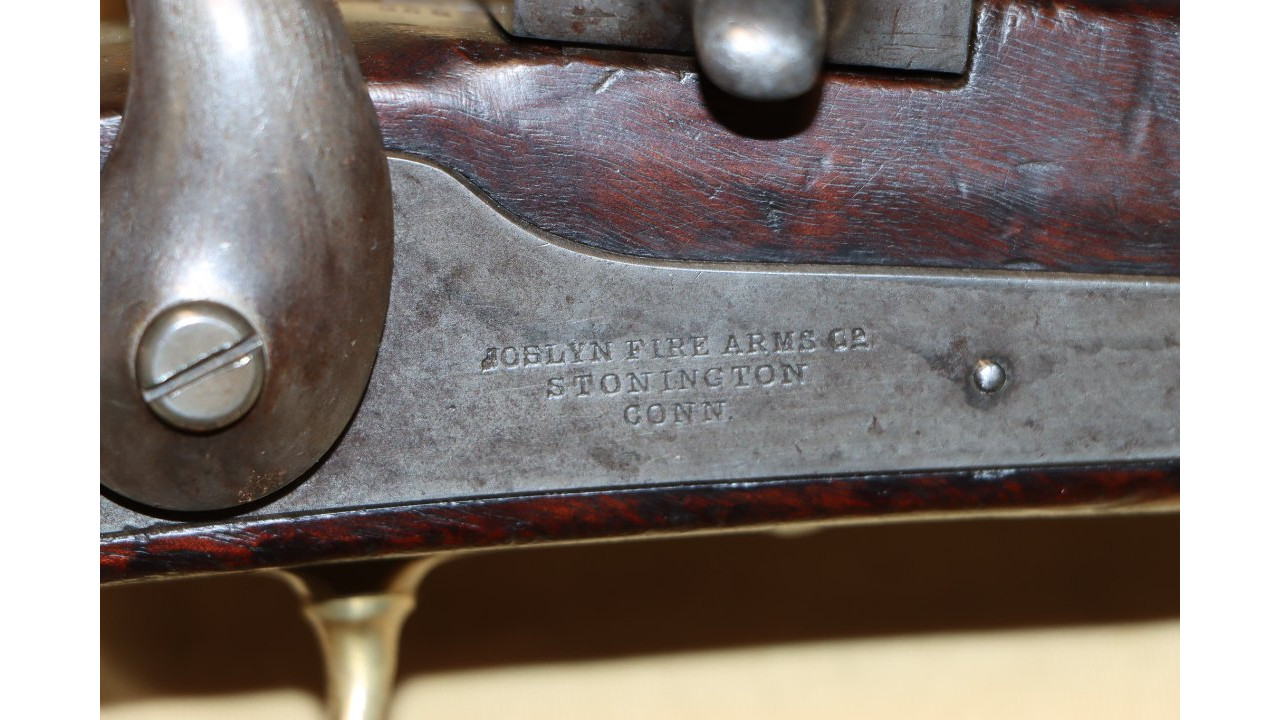 JOSLYN FIRE ARMS Co.
STONINGTON
CONN.